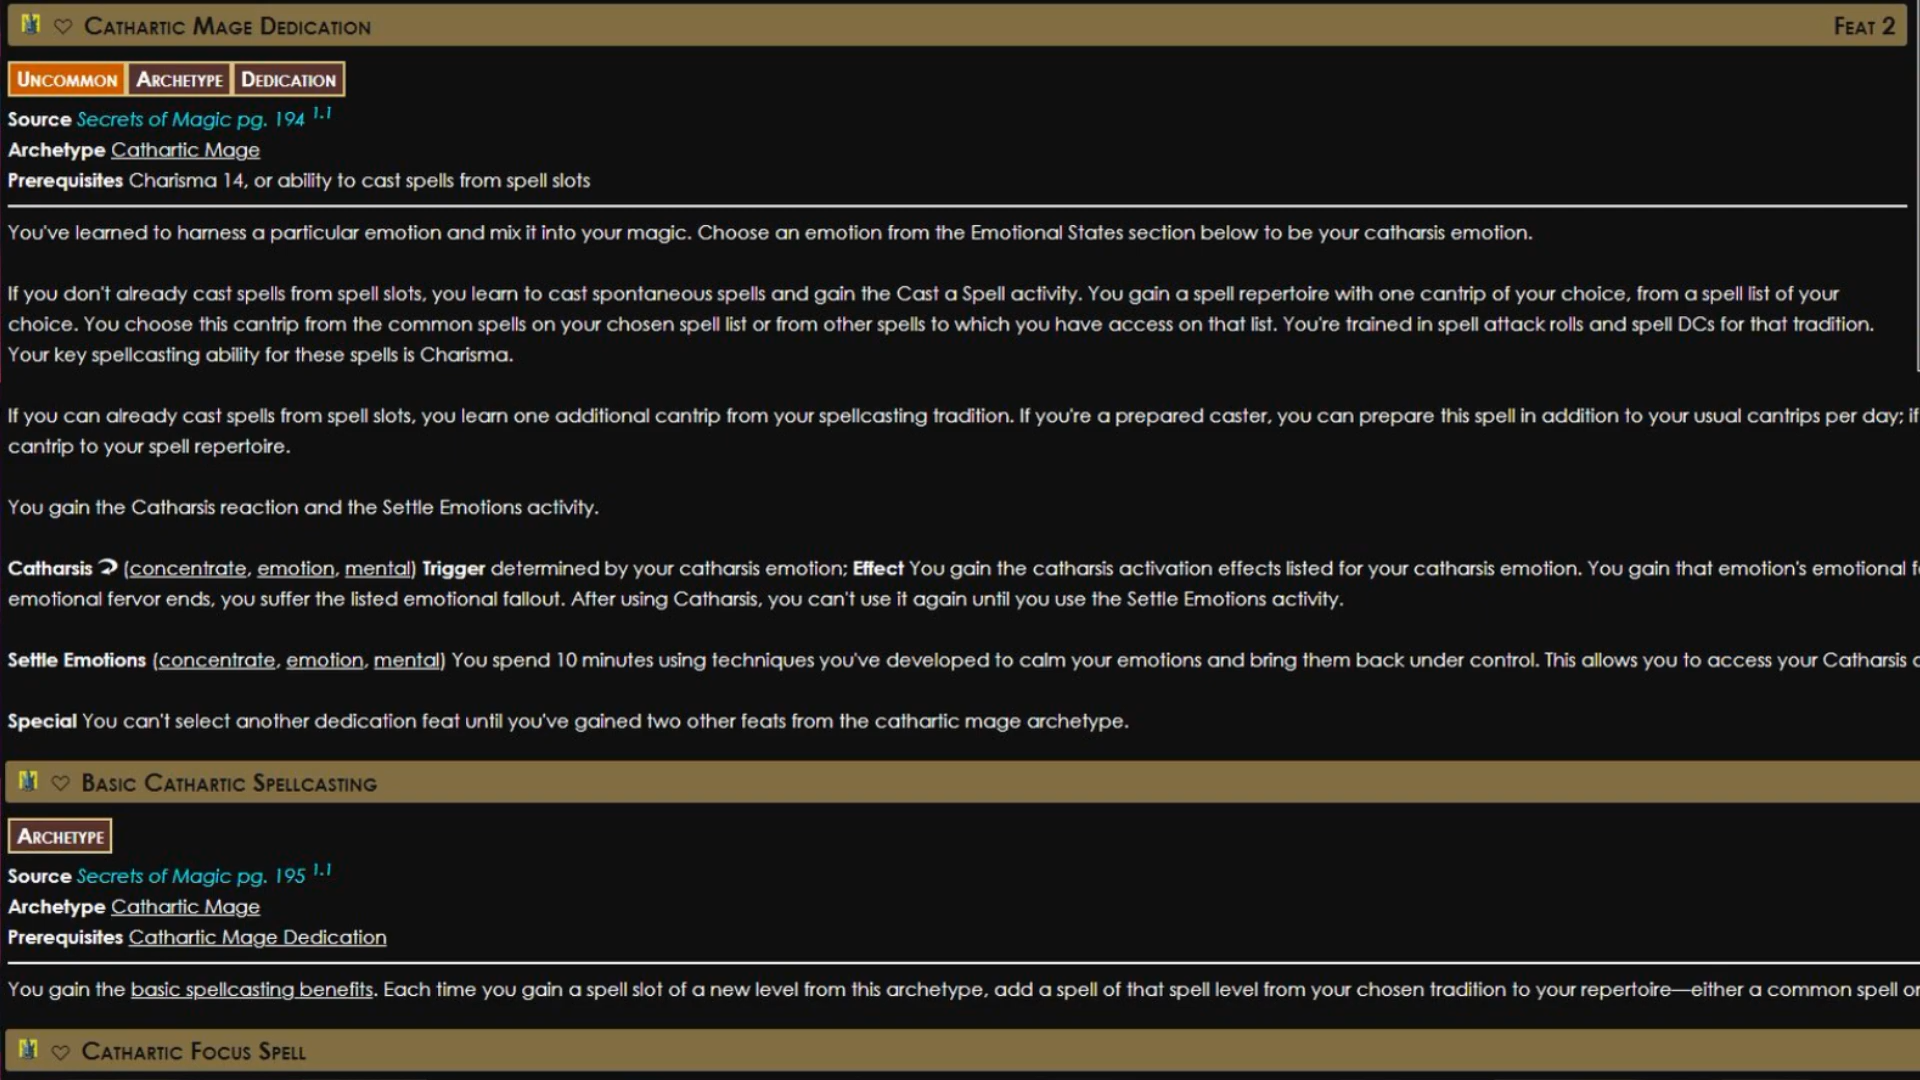 Cathartic Mage Dedication Feat 2
Uncommon Archetype Dedication
Source Secrets of Magic pg. 194 1.1
Archetype Cathartic Mage
Prerequisites Charisma 14, or ability to cast spells from spell slots
You've learned to harness a particular emotion and mix it into your magic. Choose an emotion from the Emotional States section below to be your catharsis emotion.
If you don't already cast spells from spell slots, you learn to cast spontaneous spells and gain the Cast a Spell activity. You gain a spell repertoire with one cantrip of your choice, from a spell list of your
choice. You choose this cantrip from the common spells on your chosen spell list or from other spells to which you have access on that list. You're trained in spell attack rolls and spell DCs for that tradition.
Your key spellcasting ability for these spells is Charisma.
If you can already cast spells from spell slots, you learn one additional cantrip from your spellcasting tradition. If you're a prepared caster, you can prepare this spell in addition to your usual cantrips per day; if
cantrip to your spell repertoire.
You gain the Catharsis reaction and the Settle Emotions activity.
Catharsis (concentrate, emotion, mental) Trigger determined by your catharsis emotion; Effect You gain the catharsis activation effects listed for your catharsis emotion. You gain that emotion's emotional
emotional fervor ends, you suffer the listed emotional fallout. After using Catharsis, you can't use it again until you use the Settle Emotions activity.
Settle Emotions (concentrate, emotion, mental) You spend 10 minutes using techniques you've developed to calm your emotions and bring them back under control. This allows you to access your Catharsis
Special You can't select another dedication feat until you've gained two other feats from the cathartic mage archetype.
Basic Cathartic Spellcasting
Archetype
Source Secrets of Magic pg. 195 1.1
Archetype Cathartic Mage
Prerequisites Cathartic Mage Dedication
You gain the basic spellcasting benefits. Each time you gain a spell slot of a new level from this archetype, add a spell of that spell level from your chosen tradition to your repertoire—either a common spell or
Cathartic Focus Spell